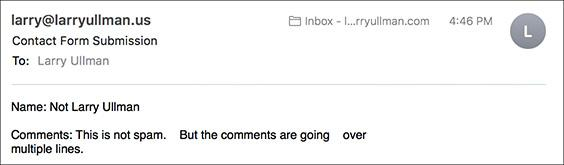 larry@larryullman.us Inbox - l...rryullman.com 4:46 PM
L
Contact Form Submission
To: Larry Ullman
Name: Not Larry Ullman
Comments: This is not spam.    But the comments are going    over
multiple lines.